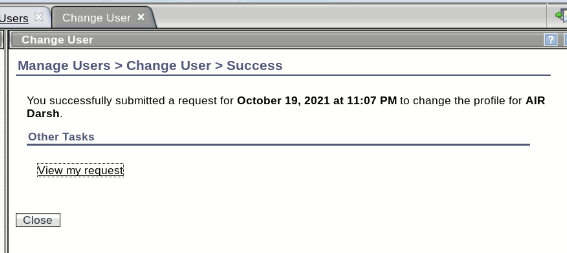 Users Change User
Change User
Manage Users > Change User > Success
You successfully submitted a request for October 19, 2021 at 11:07 PM to change the profile for AIR
Darsh.
Other Tasks
View my request
Close